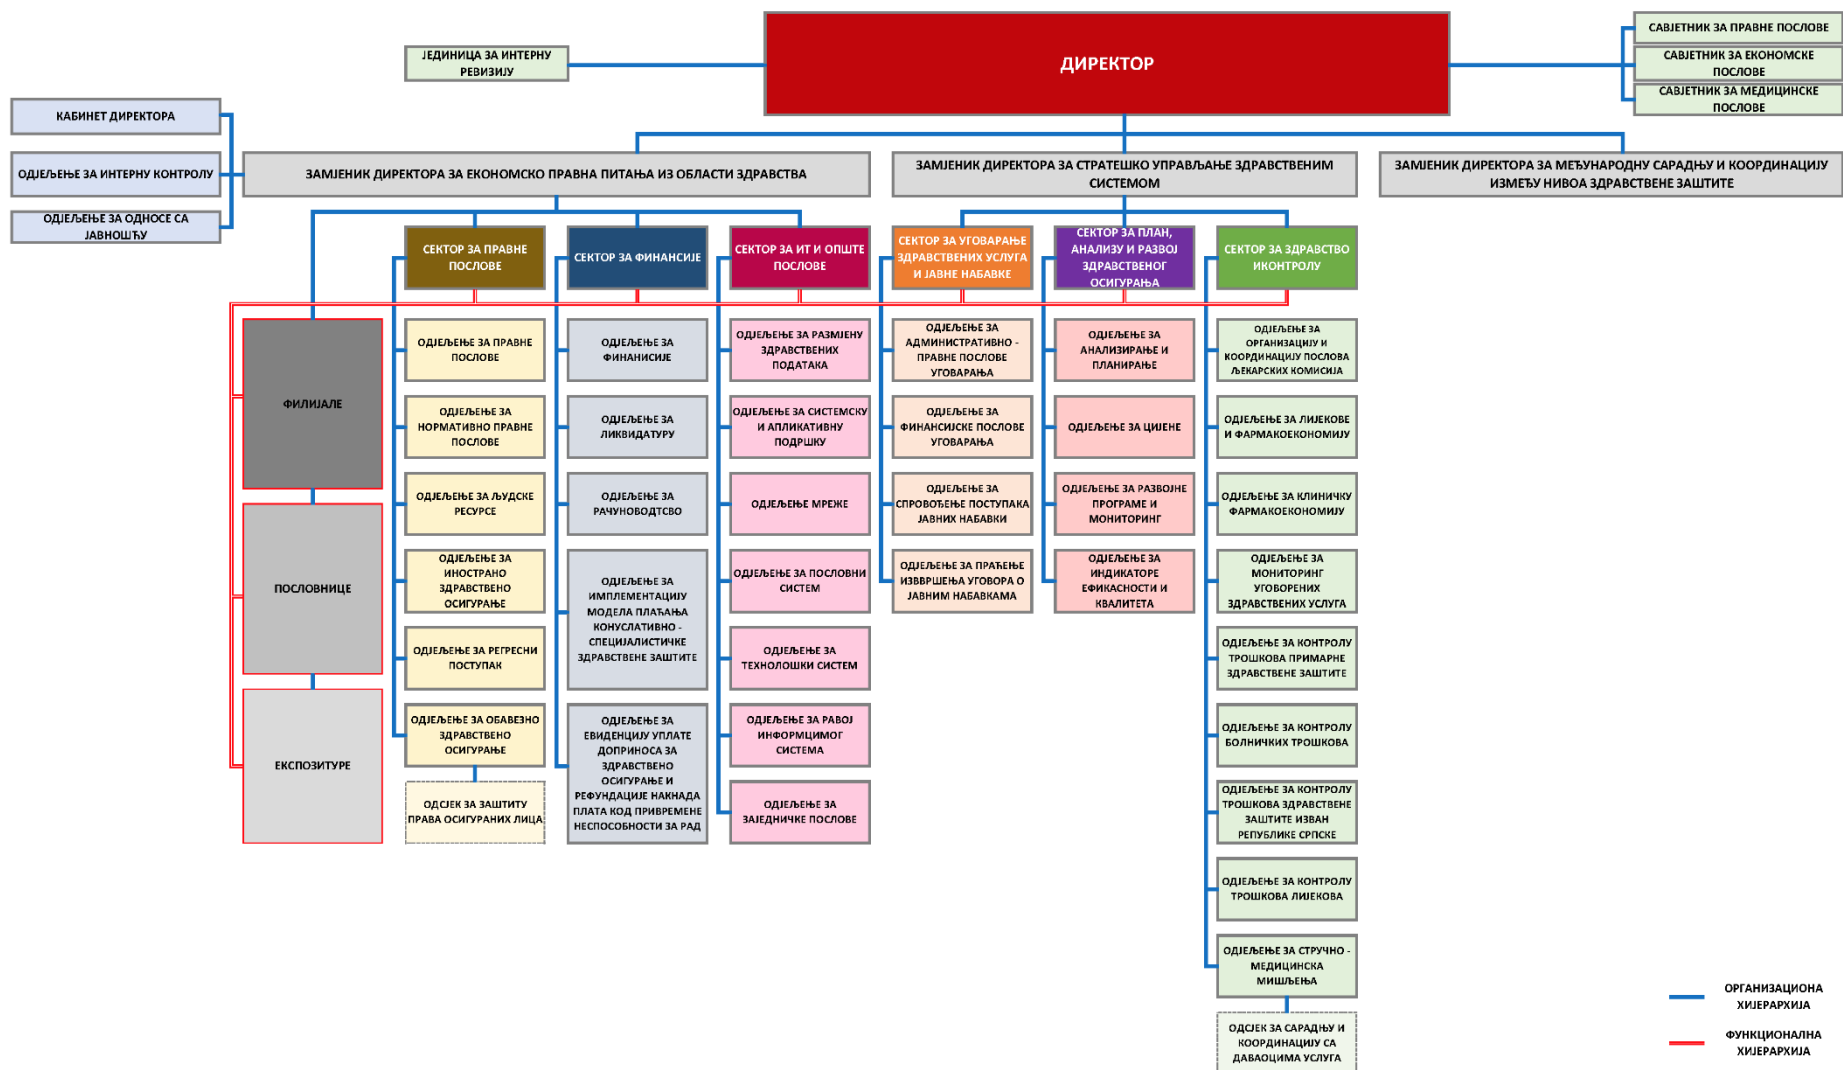 ДИРЕКТОР
ЈЕДИНИЦА ЗА ИНТЕРНУ
РЕВИЗИЈУ
САВЈЕТНИК ЗА ПРАВНЕ ПОСЛОВЕ
САВЈЕТНИК ЗА ЕКОНОМСКЕ
ПОСЛОВЕ
САВЈЕТНИК ЗА МЕДИЦИНСКЕ
ПОСЛОВЕ
КАБИНЕТ ДИРЕКТОРА
ОДЈЕЉЕЊЕ ЗА ИНТЕРНУ КОНТРОЛУ
ОДЈЕЉЕЊЕ ЗА ОДНОСЕ СА
ЈАВНОШЋУ
ЗАМЈЕНИК ДИРЕКТОРА ЗА ЕКОНОМСКО ПРАВНА ПИТАЊА ИЗ ОБЛАСТИ ЗДРАВСТВА
ЗАМЈЕНИК ДИРЕКТОРА ЗА СТРАТЕШКО УПРАВЉАЊЕ ЗДРАВСТВЕНИМ
СИСТЕМОМ
ЗАМЈЕНИК ДИРЕКТОРА ЗА МЕЂУНАРОДНУ САРАДЊУ И КООРДИНАЦИЈУ
ИЗМЕЂУ НИВОА ЗДРАВСТВЕНЕ ЗАШТИТЕ
СЕКТОР ЗА ПРАВНЕ
ПОСЛОВЕ
СЕКТОР ЗА ФИНАНСИЈЕ
СЕКТОР ЗА ИТ И ОПШТЕ
ПОСЛОВЕ
СЕКТОР ЗА УГОВАРАЊЕ
ЗДРАВСТВЕНИХ УСЛУГА
И ЈАВНЕ НАБАВКЕ
СЕКТОР ЗА ПЛАН,
АНАЛИЗУ И РАЗВОЈ
ЗДРАВСТВЕНОГ
ОСИГУРАЊА
СЕКТОР ЗА ЗДРАВСТВО
ИКОНТРОЛУ
ФИЛИЈАЛЕ
ПОСЛОВНИЦЕ
ЕКСПОЗИТУРЕ
ОДЈЕЉЕЊЕ ЗА ПРАВНЕ
ПОСЛОВЕ
ОДЈЕЉЕЊЕ ЗА
НОРМАТИВНО ПРАВНЕ
ПОСЛОВЕ
ОДЈЕЉЕЊЕ ЗА ЉУДСКЕ
РЕСУРСЕ
ОДЈЕЉЕЊЕ ЗА
ИНОСТРАНО
ЗДРАВСТВЕНО
ОСИГУРАЊЕ
ОДЈЕЉЕЊЕ ЗА РЕГРЕСНИ
ПОСТУПАК
ОДЈЕЉЕЊЕ ЗА ОБАВЕЗНО
ЗДРАВСТВЕНО
ОСИГУРАЊЕ
ОДСЈЕК ЗА ЗАШТИТУ
ПРАВА ОСИГУРАНИХ ЛИЦА
ОДЈЕЉЕЊЕ ЗА
ФИНАНИСИЈЕ
ОДЈЕЉЕЊЕ ЗА
ЛИКВИДАТУРУ
ОДЈЕЉЕЊЕ ЗА
РАЧУНОВОДТСВО
ОДЈЕЉЕЊЕ ЗА
ИМПЛЕМЕНТАЦИЈУ
МОДЕЛА ПЛАЋАЊА
КОНУСЛАТИВНО -
СПЕЦИЈАЛИСТИЧКЕ
ЗДРАВСТВЕНЕ ЗАШТИТЕ
ОДЈЕЉЕЊЕ ЗА
ЕВИДЕНЦИЈУ УПЛАТЕ
ДОПРИНОСА ЗА
ЗДРАВСТВЕНО
ОСИГУРАЊЕ И
РЕФУНДАЦИЈЕ НАКНАДА
ПЛАТА КОД ПРИВРЕМЕНЕ
НЕСПОСОБНОСТИ ЗА РАД
ОДЈЕЉЕЊЕ ЗА РАЗМЈЕНУ
ЗДРАВСТВЕНИХ
ПОДАТАКА
ОДЈЕЉЕЊЕ ЗА СИСТЕМСКУ
И АПЛИКАТИВНУ
ПОДРШКУ
ОДЈЕЉЕЊЕ МРЕЖЕ
ОДЈЕЉЕЊЕ ЗА ПОСЛОВНИ
СИСТЕМ
ОДЈЕЉЕЊЕ ЗА
ТЕХНОЛОШКИ СИСТЕМ
ОДЈЕЉЕЊЕ ЗА РАВОЈ
ИНФОРМЦИМОГ
СИСТЕМА
ОДЈЕЉЕЊЕ ЗА
ЗАЈЕДНИЧКЕ ПОСЛОВЕ
ОДЈЕЉЕЊЕ ЗА
АДМИНИСТРАТИВНО -
ПРАВНЕ ПОСЛОВЕ
УГОВАРАЊА
ОДЈЕЉЕЊЕ ЗА
ФИНАНСИЈСКЕ ПОСЛОВЕ
УГОВАРАЊА
ОДЈЕЉЕЊЕ ЗА
СПРОВОЂЕЊЕ ПОСТУПАКА
ЈАВНИХ НАБАВКИ
ОДЈЕЉЕЊЕ ЗА ПРАЋЕЊЕ
ИЗВВРШЕЊА УГОВОРА О
ЈАВНИМ НАБАВКАМА
ОДЈЕЉЕЊЕ ЗА
АНАЛИЗИРАЊЕ И
ПЛАНИРАЊЕ
ОДЈЕЉЕЊЕ ЗА ЦИЈЕНЕ
ОДЈЕЉЕЊЕ ЗА РАЗВОЈНЕ
ПРОГРАМЕ И
МОНИТОРИНГ
ОДЈЕЉЕЊЕ ЗА
ИНДИКАТОРЕ
ЕФИКАСНОСТИ И
КВАЛИТЕТА
ОДЈЕЉЕЊЕ ЗА
ОРГАНИЗАЦИЈУ И
КООРДИНАЦИЈУ ПОСЛОВА
ЉЕКАРСКИХ КОМИСИЈА
ОДЈЕЉЕЊЕ ЗА ЛИЈЕКОВЕ
И ФАРМАКОЕКОНОМИЈУ
ОДЈЕЉЕЊЕ ЗА КЛИНИЧКУ
ФАРМАКОЕКОНОМИЈУ
ОДЈЕЉЕЊЕ ЗА
МОНИТОРИНГ
УГОВОРЕНИХ
ЗДРАВСТВЕНИХ УСЛУГА
ОДЈЕЉЕЊЕ ЗА КОНТРОЛУ
ТРОШКОВА ПРИМАРНЕ
ЗДРАВСТВЕНЕ ЗАШТИТЕ
ОДЈЕЉЕЊЕ ЗА КОНТРОЛУ
БОЛНИЧКИХ ТРОШКОВА
ОДЈЕЉЕЊЕ ЗА КОНТРОЛУ
ТРОШКОВА ЗДРАВСТВЕНЕ
ЗАШТИТЕ ИЗВАН
РЕПУБЛИКЕ СРПСКЕ
ОДЈЕЉЕЊЕ ЗА КОНТРОЛУ
ТРОШКОВА ЛИЈЕКОВА
ОДЈЕЉЕЊЕ ЗА СТРУЧНО -
МЕДИЦИНСКА
МИШЉЕЊА
ОДСЈЕК ЗА САРАДЊУ И
КООРДИНАЦИЈУ СА
ДАВАОЦИМА УСЛУГА
ОРГАНИЗАЦИОНА
ХИЈЕРАРХИЈА
ФУНКЦИОНАЛНА
ХИЈЕРАРХИЈА